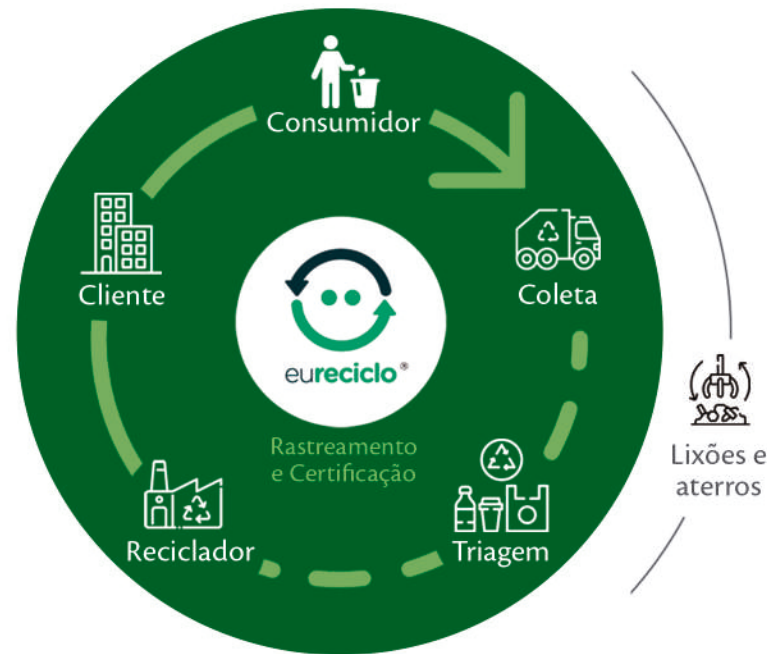 Consumidor
Cliente
Coleta
eureciclo®
Rastreamento
e Certificação
Lixões e
aterros
Reciclador
Triagem